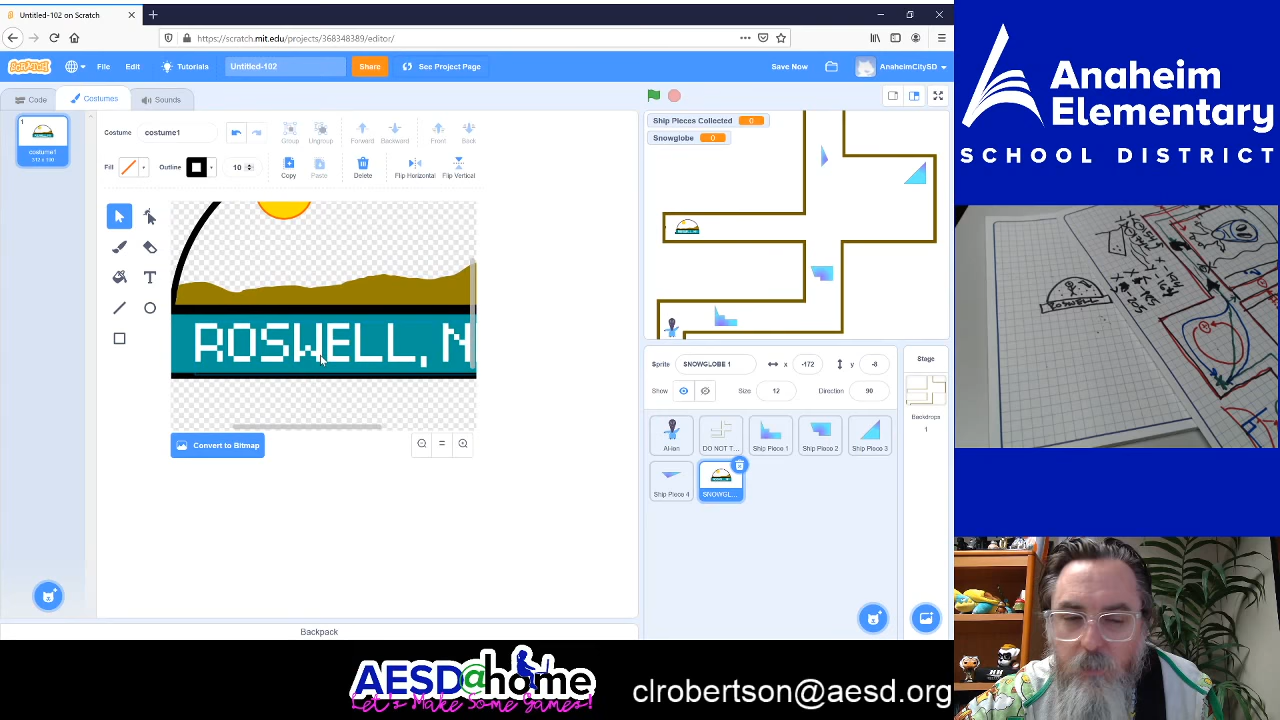 Untitled-102 on Scratch
https://scratch.mit.edu/projects/368348389/editor/
SCRATCH File Edit Tutorials Untitled-102 Share See Project Page Save Now AnaheimCitySD
Code Costumes Sounds
1
costume1
Costume costume1
Group Ungroup Forward Backward Front Back
Fill Outline 10 Copy Paste Delete Flip Horizontal Flip Vertical
ROSWELL, N
Convert to Bitmap
Backpack
Ship Pieces Collected 0
Snowglobe 0
Sprite SNOWGLOBE 1 x -172 y -8
Show Size 12 Direction 90
Stage
Backdrops
1
Al-ien DO NOT T... Ship Piece 1 Ship Piece 2 Ship Piece 3
Ship Piece 4 SNOWGL...
Anaheim
Elementary
SCHOOL DISTRICT
ROSWELL
AESD@home
Let's Make Some Games!
clrobertson@aesd.org